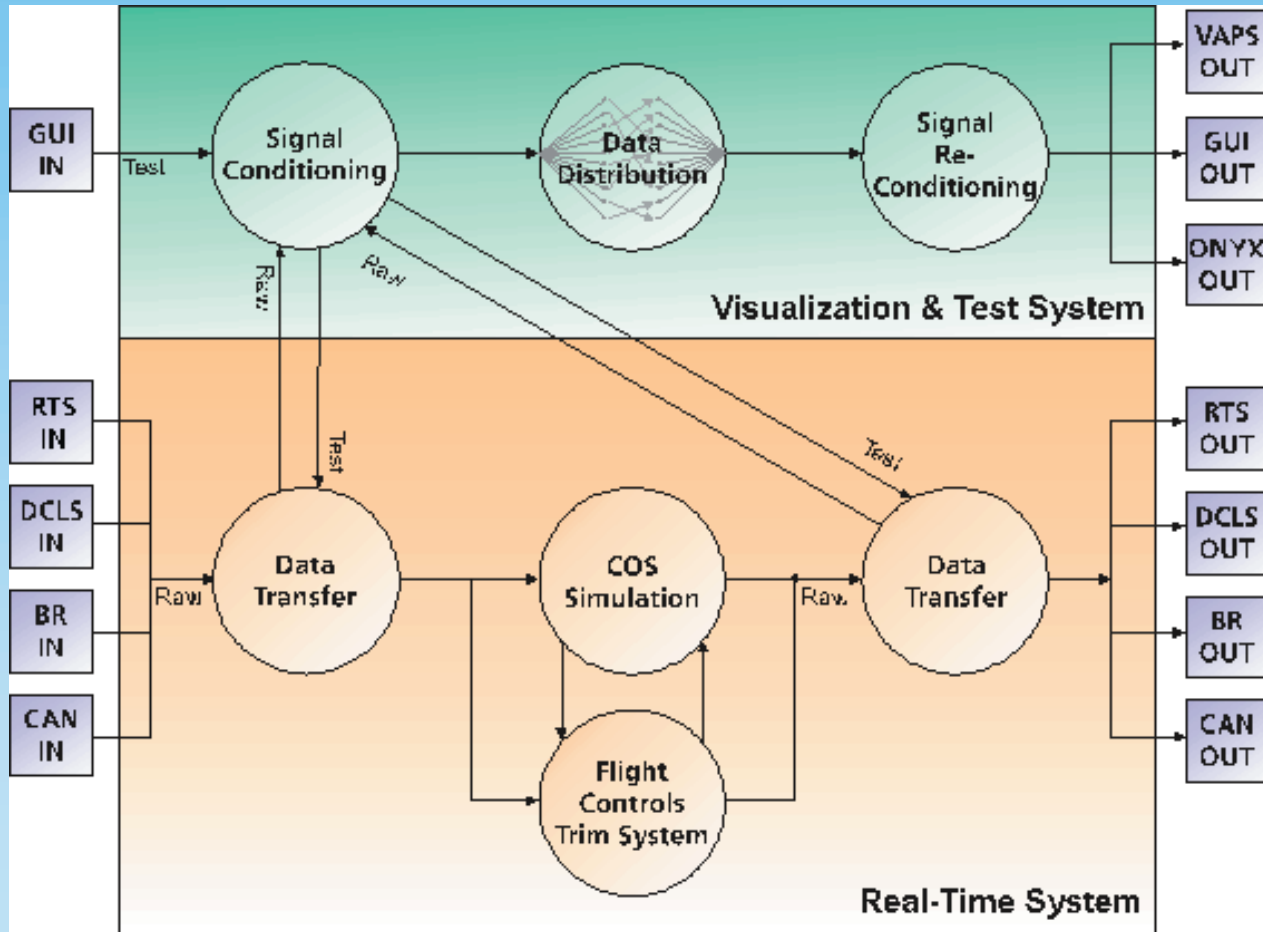 GUI
IN
Test
Signal
Conditioning
Data
Distribution
Signal
Re-
Conditioning
VAPS
OUT
GUI
OUT
ONYX
OUT
Raw
Raw
Visualization & Test System
RTS
IN
DCLS
IN
BR
IN
CAN
IN
Raw
Test
Test
Data
Transfer
COS
Simulation
Raw
Data
Transfer
Flight
Controls
Trim System
RTS
OUT
DCLS
OUT
BR
OUT
CAN
OUT
Real-Time System